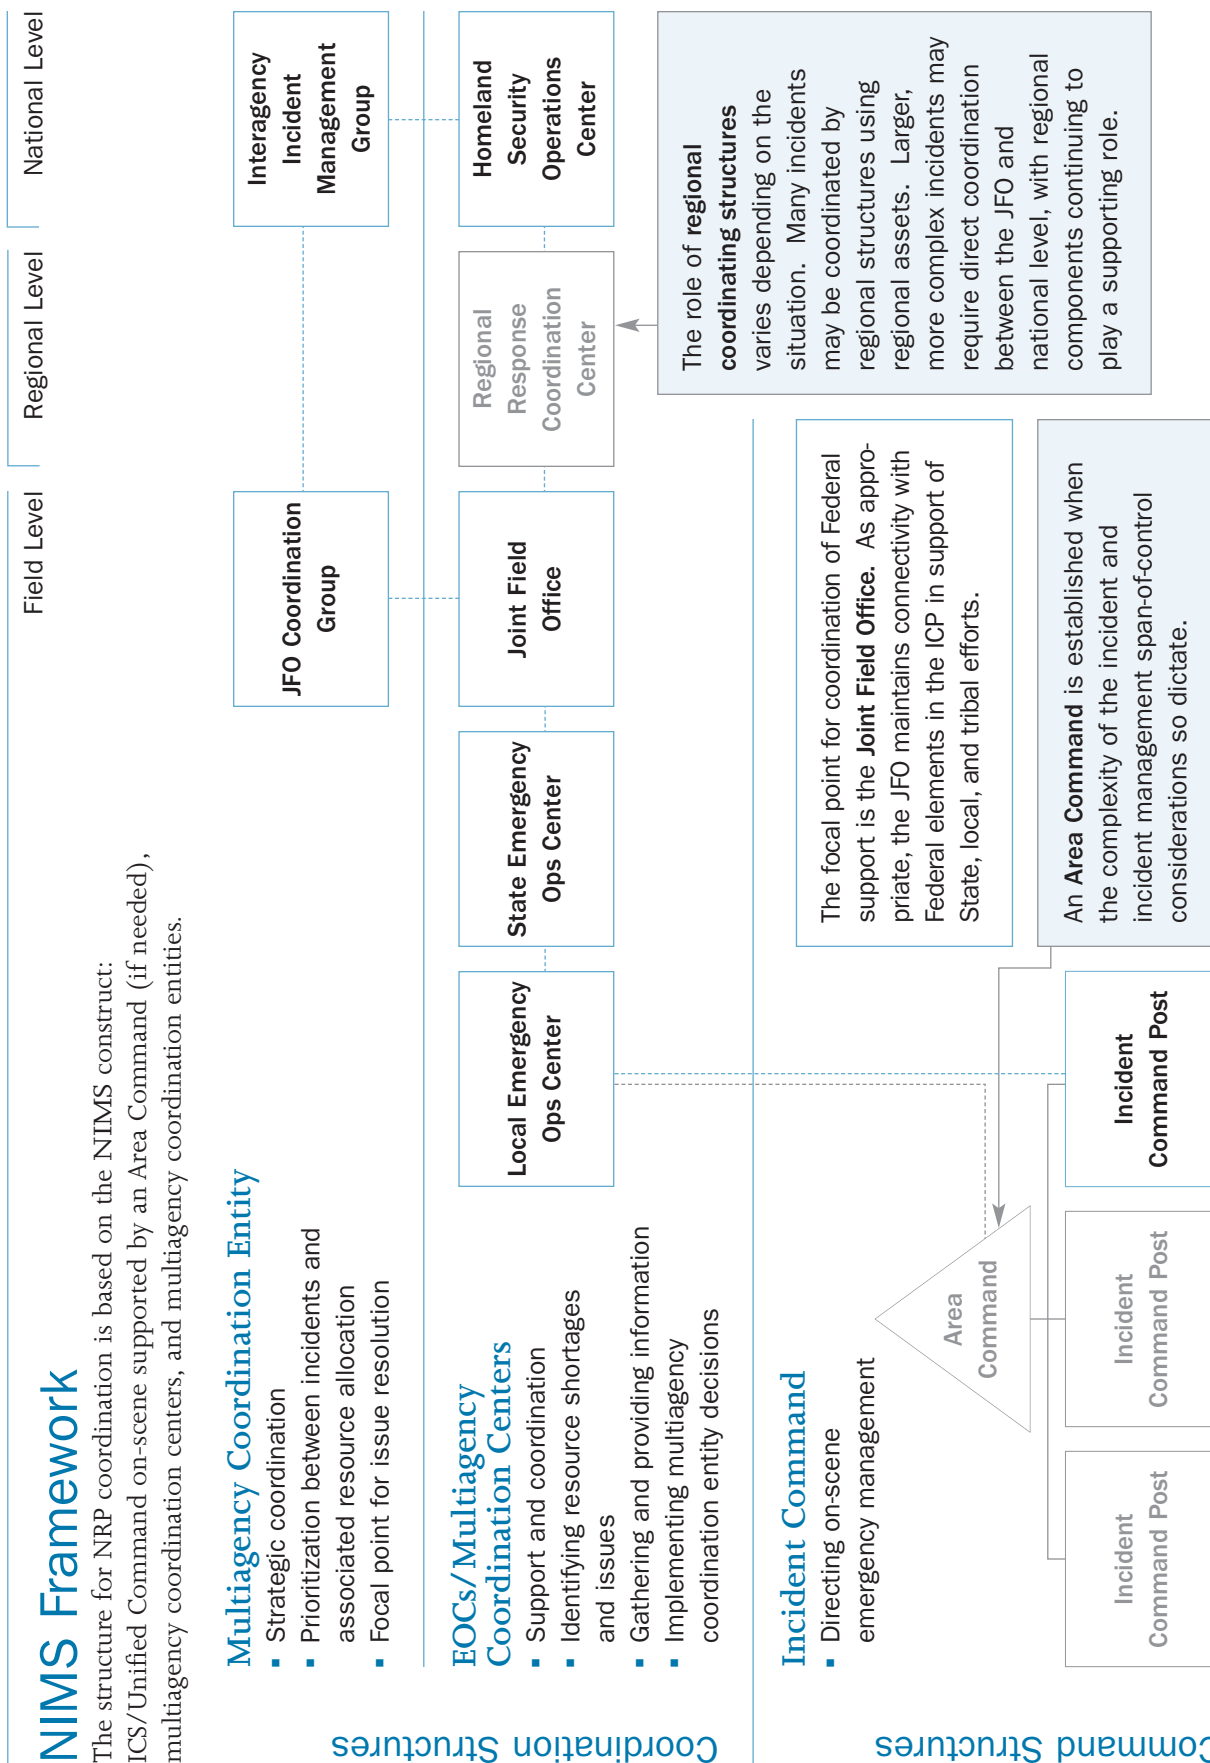 NIMS Framework
The structure for NRP coordination is based on the NIMS construct:
ICS/Unified Command on-scene supported by an Area Command (if needed),
multiagency coordination centers, and multiagency coordination entities.
Field Level
Regional Level
National Level
Coordination Structures
Multiagency Coordination Entity
▪ Strategic coordination
▪ Prioritization between incidents and
associated resource allocation
▪ Focal point for issue resolution
JFO Coordination
Group
Interagency
Incident
Management
Group
EOCs/Multiagency
Coordination Centers
▪ Support and coordination
▪ Identifying resource shortages
and issues
▪ Gathering and providing information
▪ Implementing multiagency
coordination entity decisions
Local Emergency
Ops Center
State Emergency
Ops Center
Joint Field
Office
Regional
Response
Coordination
Center
Homeland
Security
Operations
Center
Command Structures
Incident Command
▪ Directing on-scene
emergency management
Area
Command
Incident
Command Post
Incident
Command Post
Incident
Command Post
The focal point for coordination of Federal
support is the Joint Field Office. As appro-
priate, the JFO maintains connectivity with
Federal elements in the ICP in support of
State, local, and tribal efforts.
An Area Command is established when
the complexity of the incident and
incident management span-of-control
considerations so dictate.
The role of regional
coordinating structures
varies depending on the
situation. Many incidents
may be coordinated by
regional structures using
regional assets. Larger,
more complex incidents may
require direct coordination
between the JFO and
national level, with regional
components continuing to
play a supporting role.